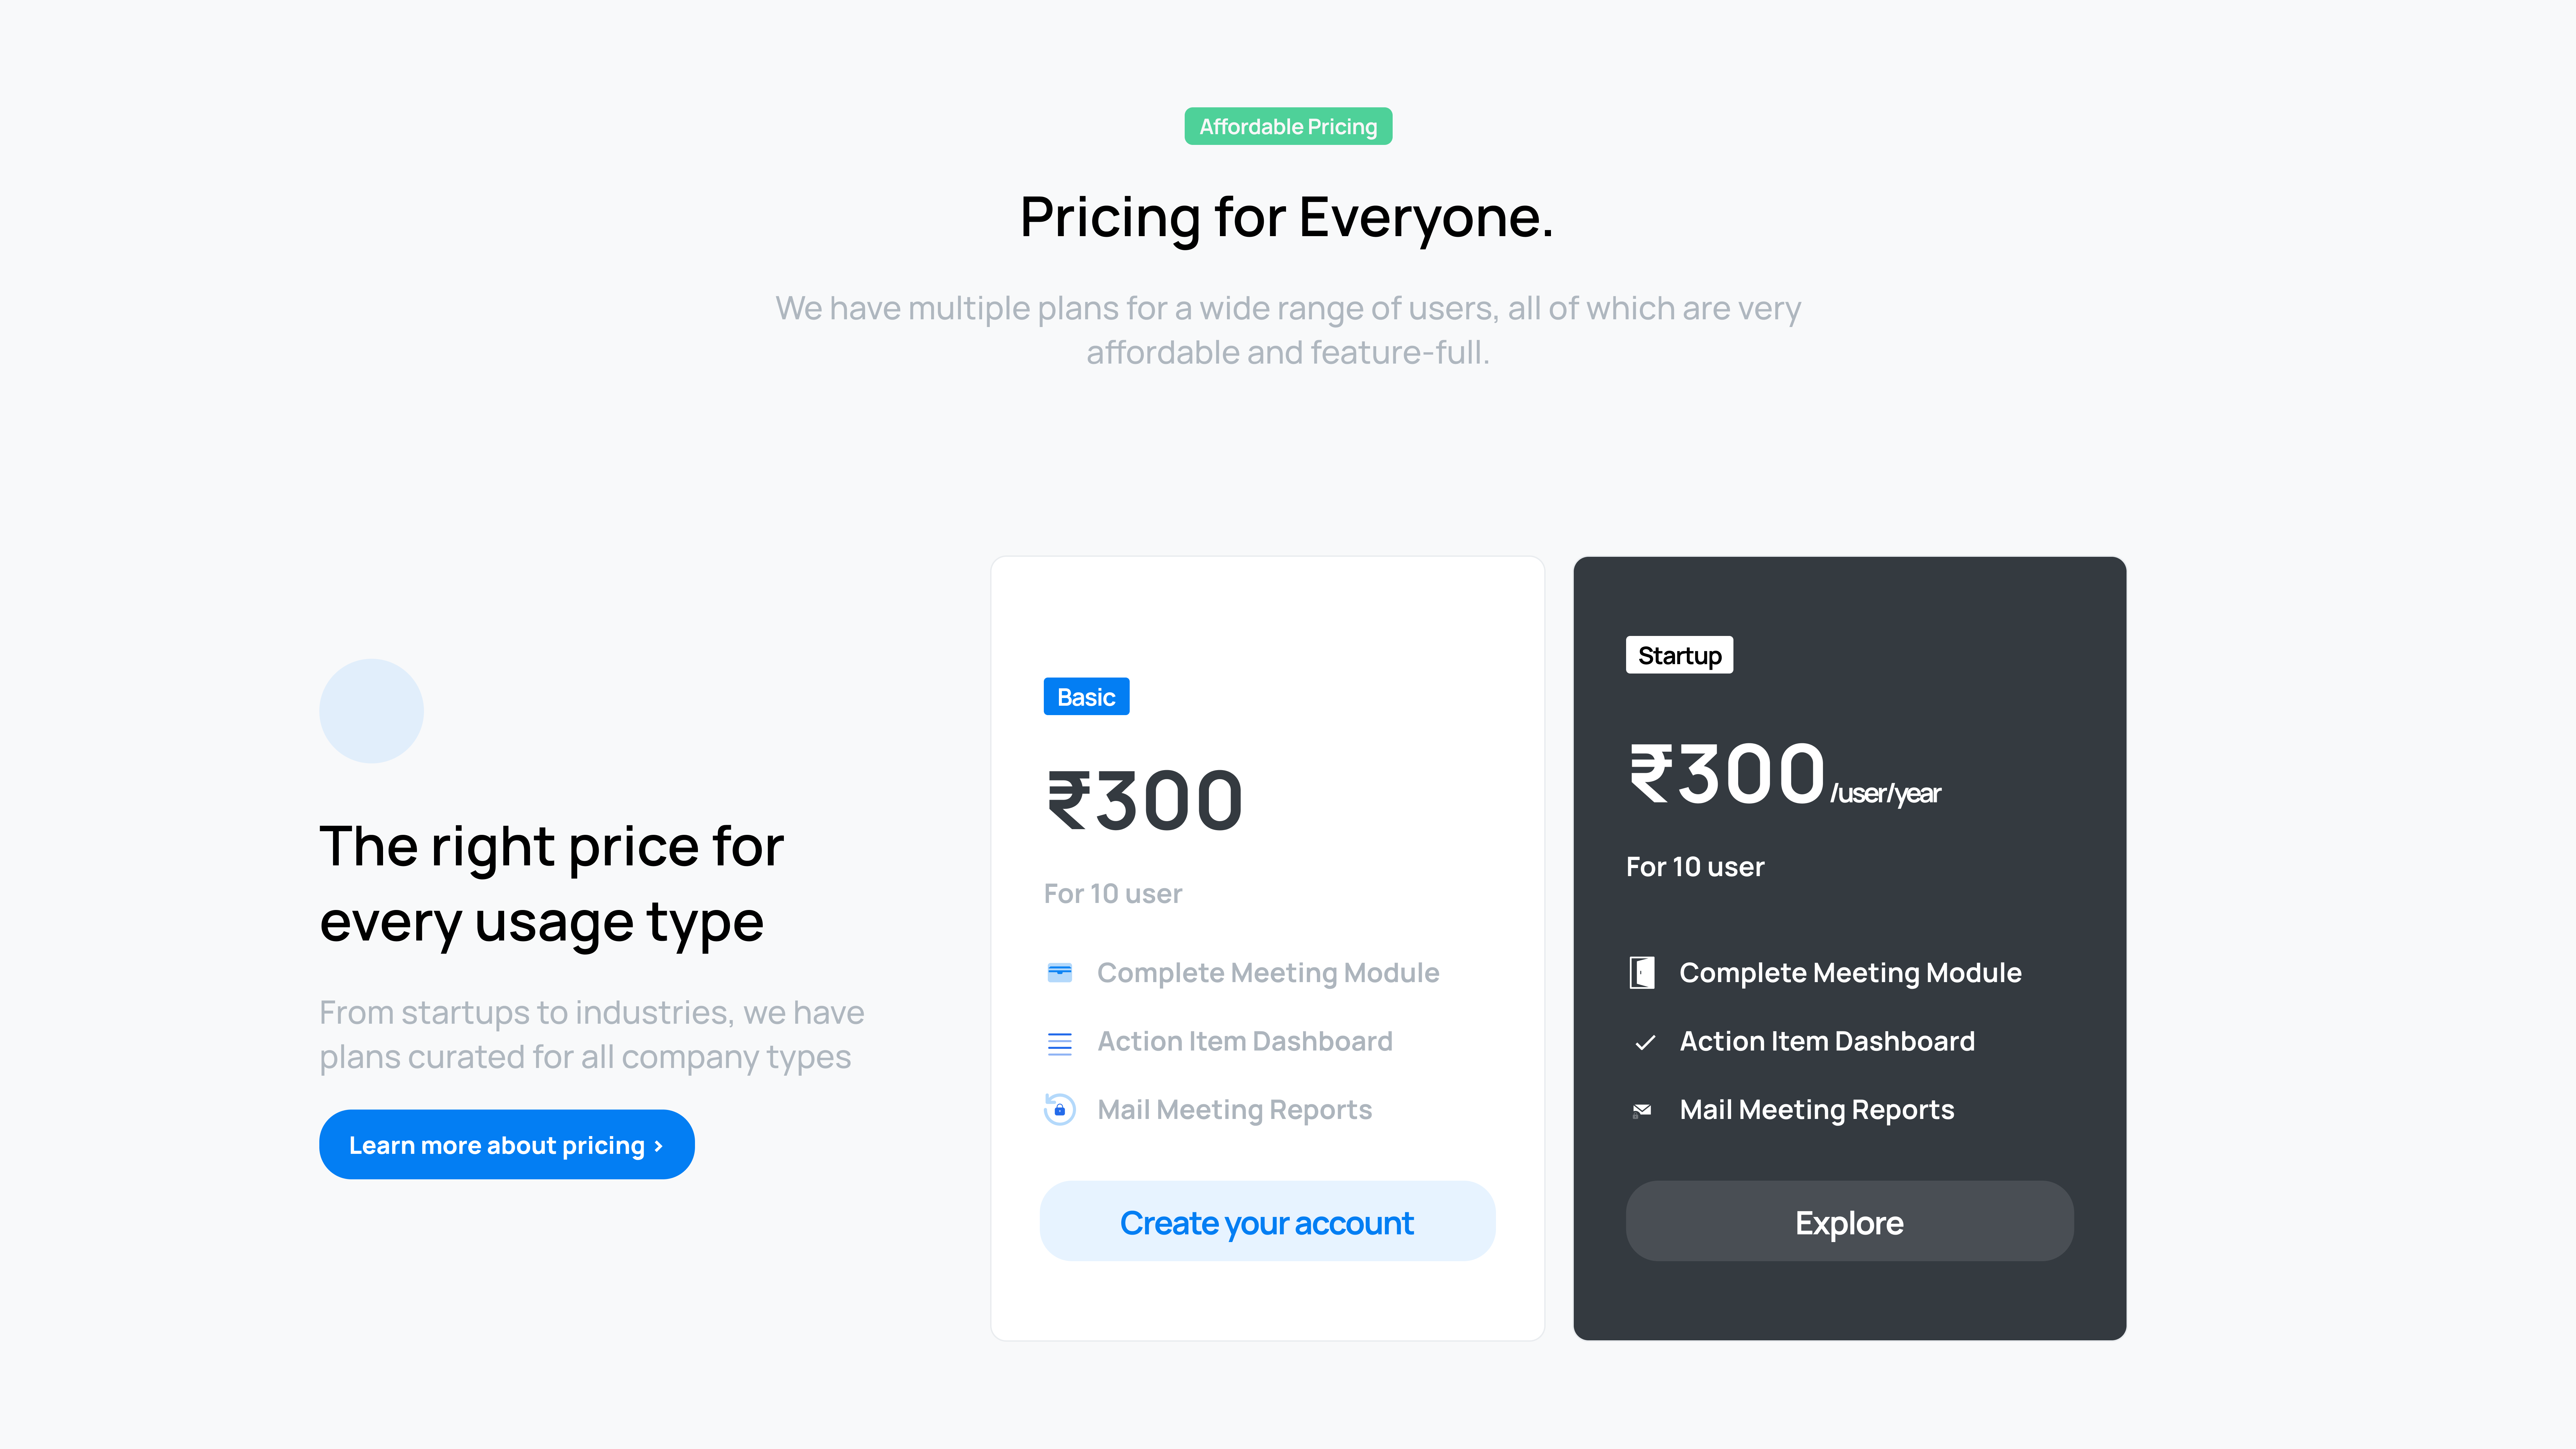 Affordable Pricing
Pricing for Everyone.
We have multiple plans for a wide range of users, all of which are very
affordable and feature-full.
The right price for
every usage type
From startups to industries, we have
plans curated for all company types
Learn more about pricing >
Basic
₹300
For 10 user
Complete Meeting Module
Action Item Dashboard
Mail Meeting Reports
Create your account
Startup
₹300/user/year
For 10 user
Complete Meeting Module
Action Item Dashboard
Mail Meeting Reports
Explore